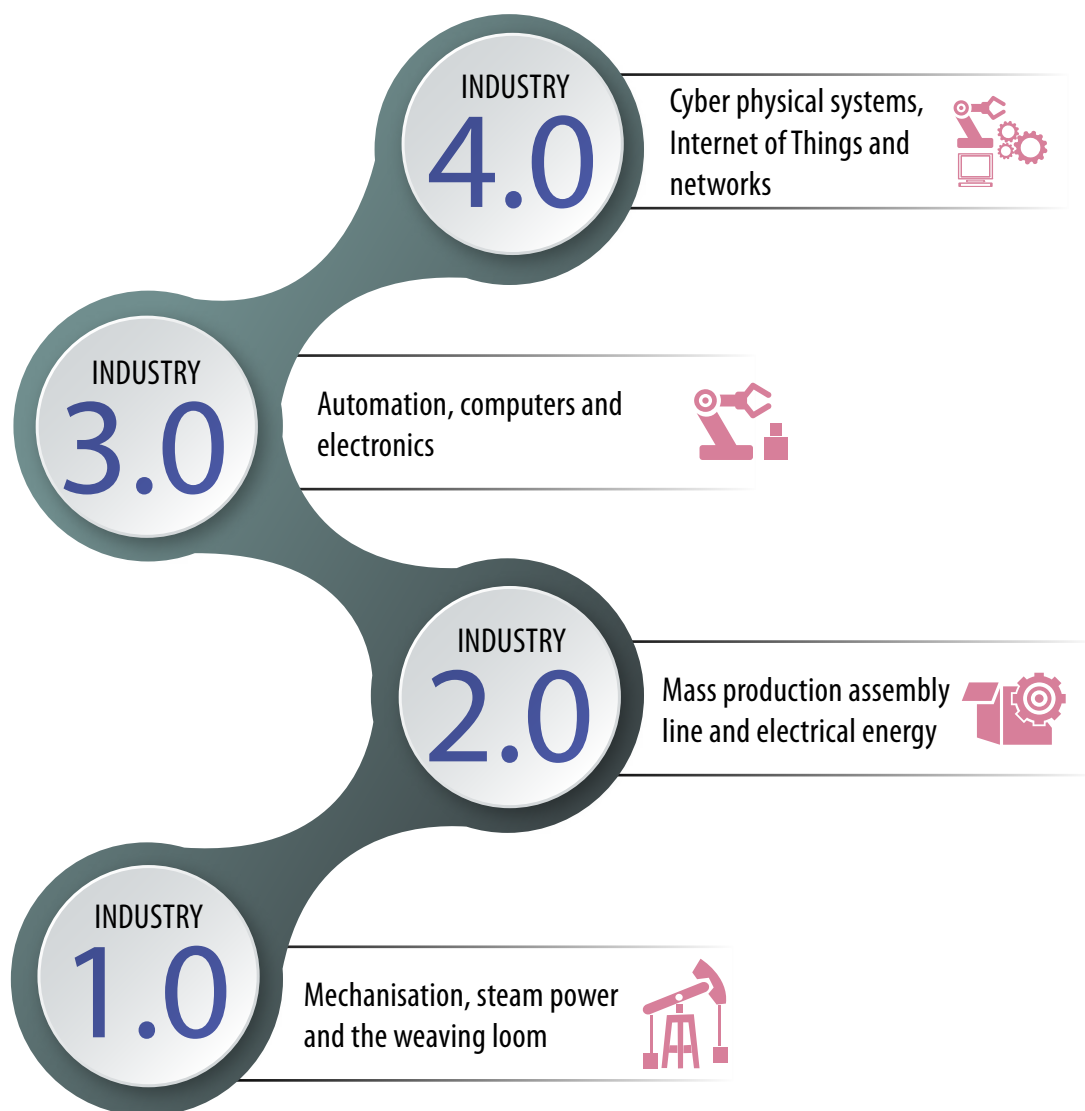 INDUSTRY
4.0
Cyber physical systems,
Internet of Things and
networks
INDUSTRY
3.0
Automation, computers and
electronics
INDUSTRY
2.0
Mass production assembly
line and electrical energy
INDUSTRY
1.0
Mechanisation, steam power
and the weaving loom